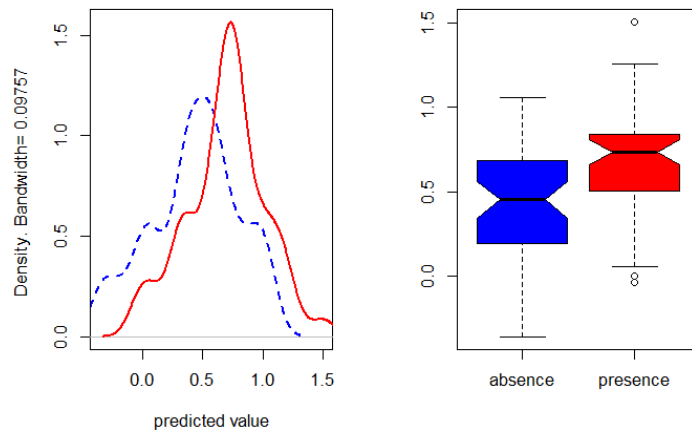 Density. Bandwidth= 0.09757
0.0 0.5 1.0 1.5
0.0 0.5 1.0 1.5
predicted value
0.0 0.5 1.0 1.5
absence presence